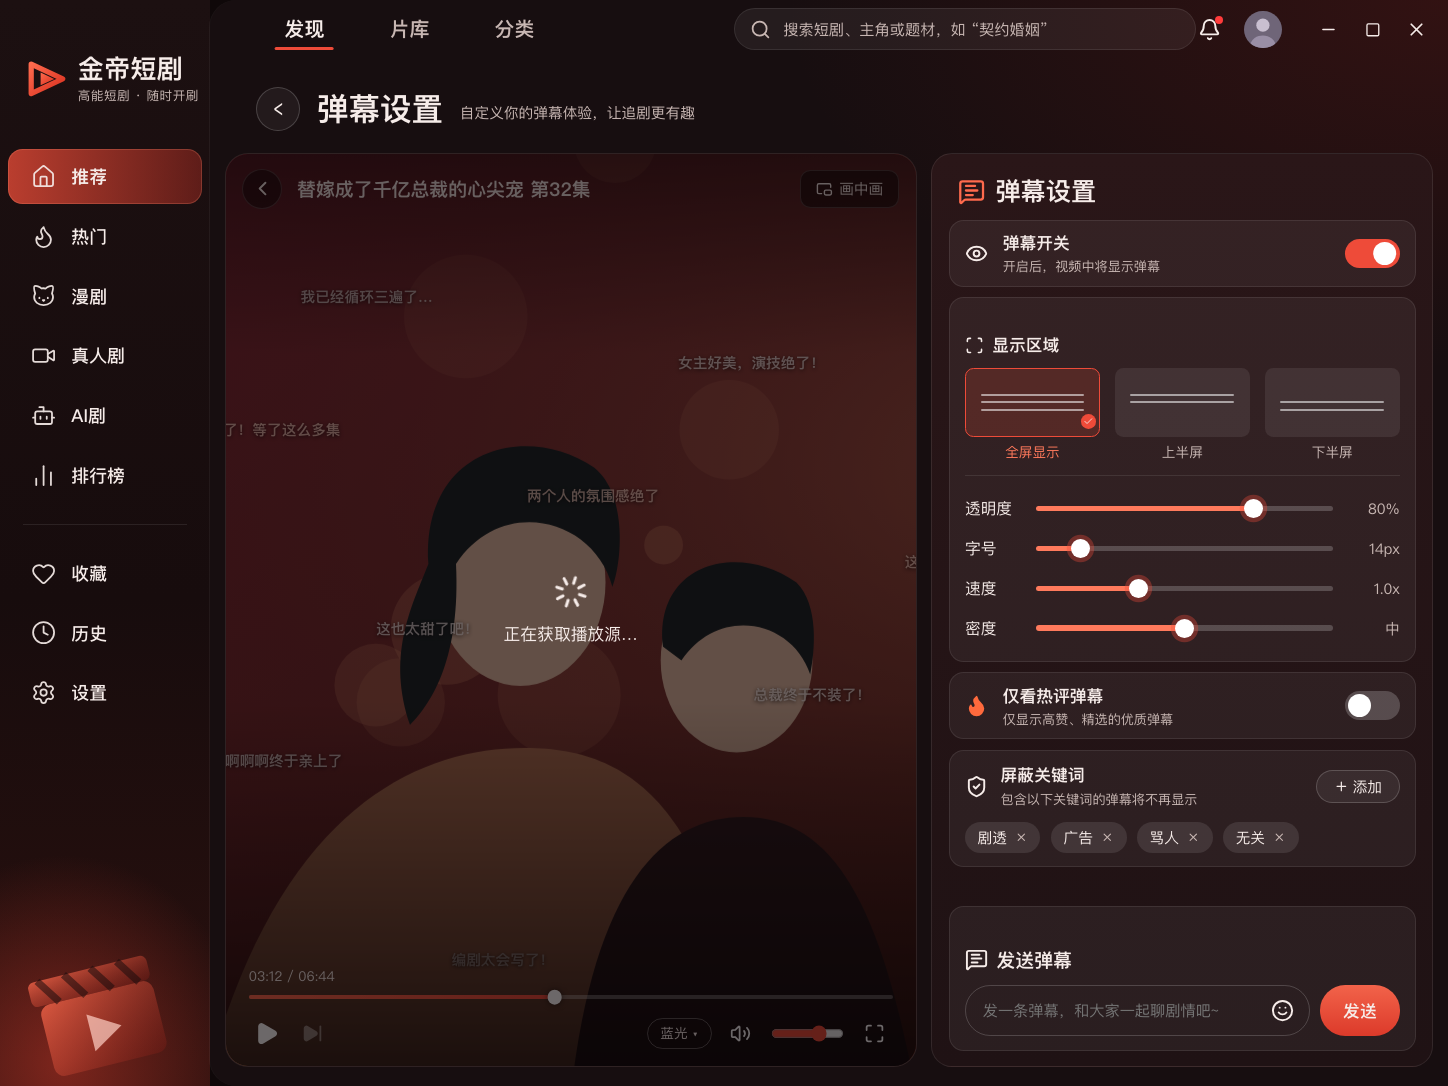 发现
片库
分类
搜索短剧、主角或题材，如 “契约婚姻”
金帝短剧
高能短剧 · 随时开刷
弹幕设置
自定义你的弹幕体验，让追剧更有趣
推荐
热门
漫剧
真人剧
AI剧
排行榜
收藏
历史
设置
替嫁成了千亿总裁的心尖宠 第32集
画中画
我已经循环三遍了…
女主好美，演技绝了！
了！等了这么多集
两个人的氛围感绝了
这
这也太甜了吧！
正在获取播放源…
总裁终于不装了！
啊啊啊终于亲上了
编剧太会写了！
03:12 / 06:44
蓝光
弹幕设置
弹幕开关
开启后，视频中将显示弹幕
显示区域
全屏显示
上半屏
下半屏
透明度 80%
字号 14px
速度 1.0x
密度 中
仅看热评弹幕
仅显示高赞、精选的优质弹幕
屏蔽关键词
包含以下关键词的弹幕将不再显示
+ 添加
剧透 ×
广告 ×
骂人 ×
无关 ×
发送弹幕
发一条弹幕，和大家一起聊剧情吧~
发送